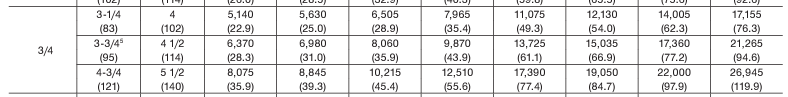 3-1/4 4 5,140 5,630 6,505 7,965 11,075 12,130 14,005 17,155
(83) (102) (22.9) (25.0) (28.9) (35.4) (49.3) (54.0) (62.3) (76.3)
3/4 3-3/4⁵ 4 1/2 6,370 6,980 8,060 9,870 13,725 15,035 17,360 21,265
(95) (114) (28.3) (31.0) (35.9) (43.9) (61.1) (66.9) (77.2) (94.6)
4-3/4 5 1/2 8,075 8,845 10,215 12,510 17,390 19,050 22,000 26,945
(121) (140) (35.9) (39.3) (45.4) (55.6) (77.4) (84.7) (97.9) (119.9)